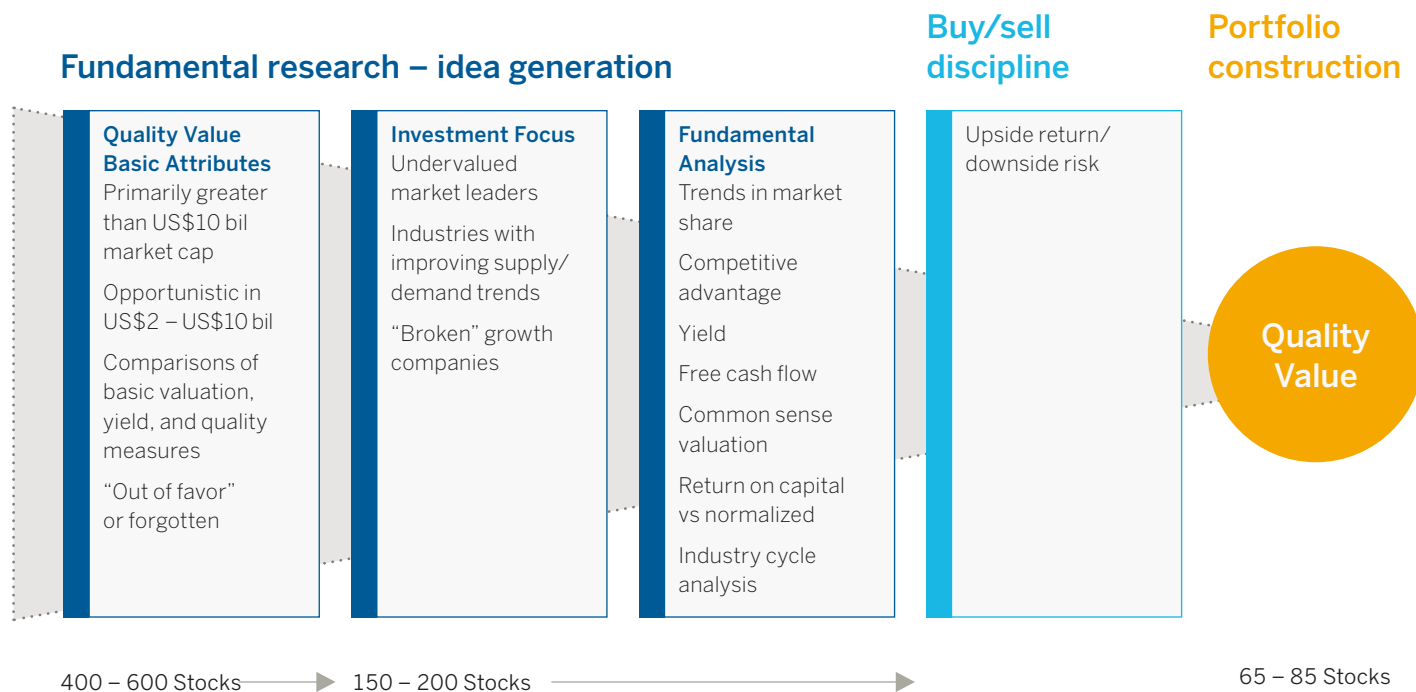 Fundamental research – idea generation
Buy/sell
discipline
Portfolio
construction
Quality Value
Basic Attributes
Primarily greater
than US$10 bil
market cap
Opportunistic in
US$2 – US$10 bil
Comparisons of
basic valuation,
yield, and quality
measures
“Out of favor”
or forgotten
Investment Focus
Undervalued
market leaders
Industries with
improving supply/
demand trends
“Broken” growth
companies
Fundamental
Analysis
Trends in market
share
Competitive
advantage
Yield
Free cash flow
Common sense
valuation
Return on capital
vs normalized
Industry cycle
analysis
Upside return/
downside risk
Quality
Value
400 – 600 Stocks
150 – 200 Stocks
65 – 85 Stocks